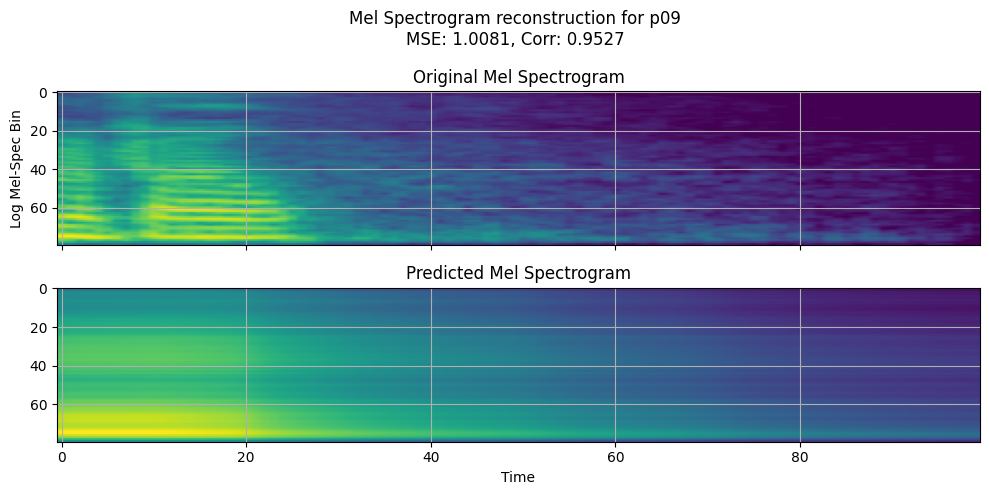 Mel Spectrogram reconstruction for p09
MSE: 1.0081, Corr: 0.9527
Original Mel Spectrogram
Log Mel-Spec Bin
0
20
40
60
Predicted Mel Spectrogram
0
20
40
60
0 20 40 60 80
Time